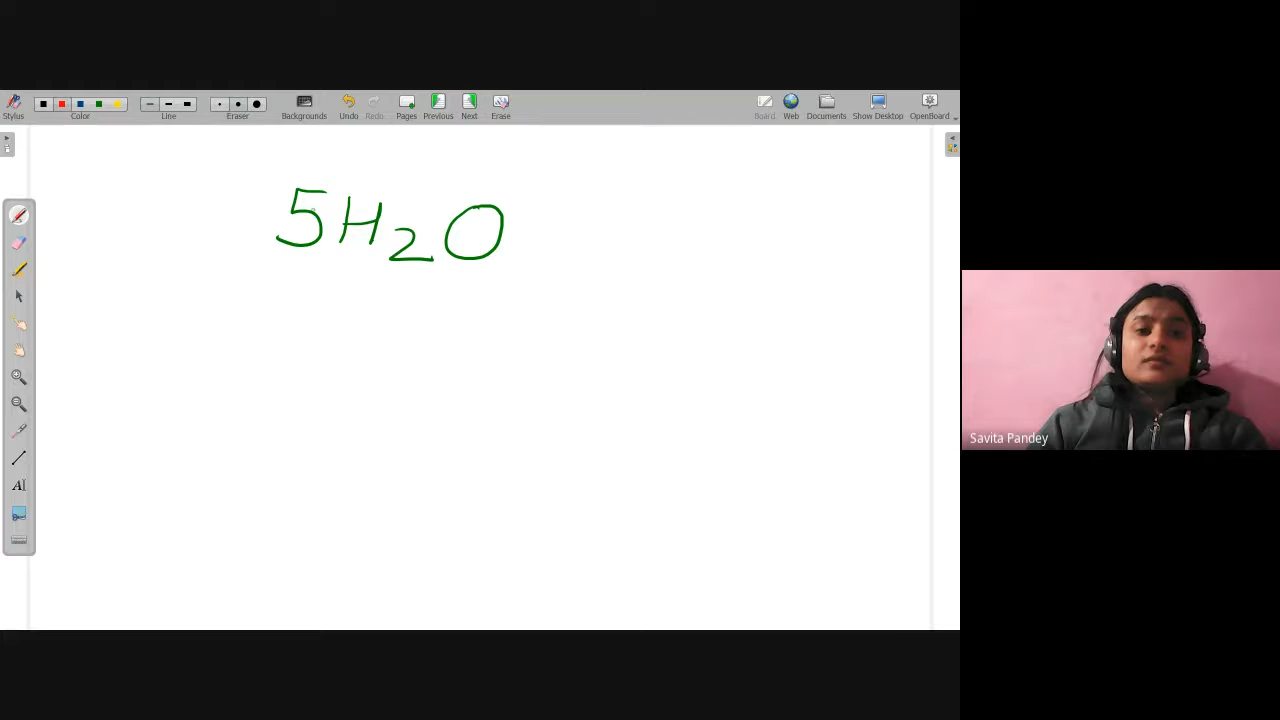 Stylus
Color
Line
Eraser
Backgrounds
Undo
Redo
Pages
Previous
Next
Erase
Board
Web
Documents
Show Desktop
OpenBoard
5H₂O
AI
Savita Pandey